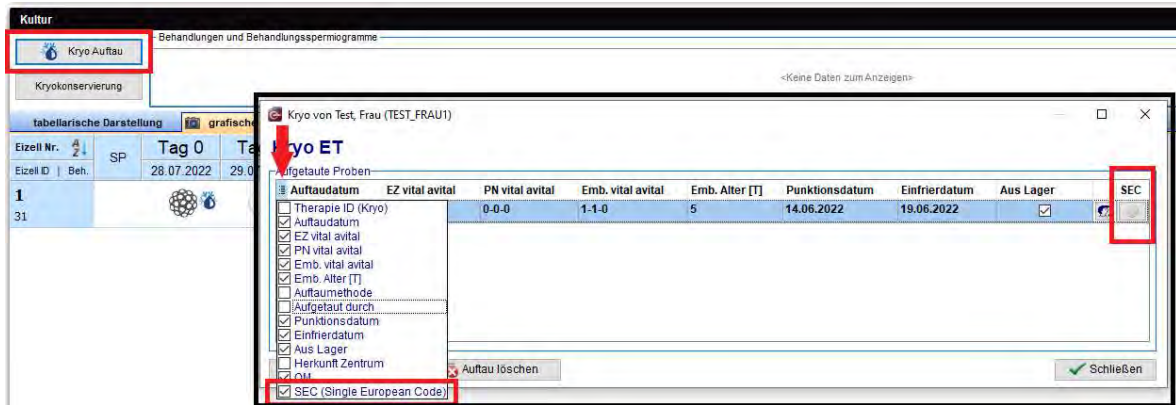 Kultur
Kryo Auftau
Behandlungen und Behandlungsspermiogramme
Kryokonservierung
<Keine Daten zum Anzeigen>
tabellarische Darstellung
grafische
Eizell Nr.
SP
Tag 0
Ta
Eizell ID | Beh.
28.07.2022
29.0
1
31
Kryo von Test, Frau (TEST_FRAU1)
Kryo ET
Aufgetaute Proben
Auftaudatum EZ vital avital PN vital avital Emb. vital avital Emb. Alter [T] Punktionsdatum Einfrierdatum Aus Lager SEC
0-0-0 1-1-0 5 14.06.2022 19.06.2022
Therapie ID (Kryo)
Auftaudatum
EZ vital avital
PN vital avital
Emb. vital avital
Emb. Alter [T]
Auftaumethode
Aufgetaut durch
Punktionsdatum
Einfrierdatum
Aus Lager
Herkunft Zentrum
QM
SEC (Single European Code)
Auftau löschen
Schließen